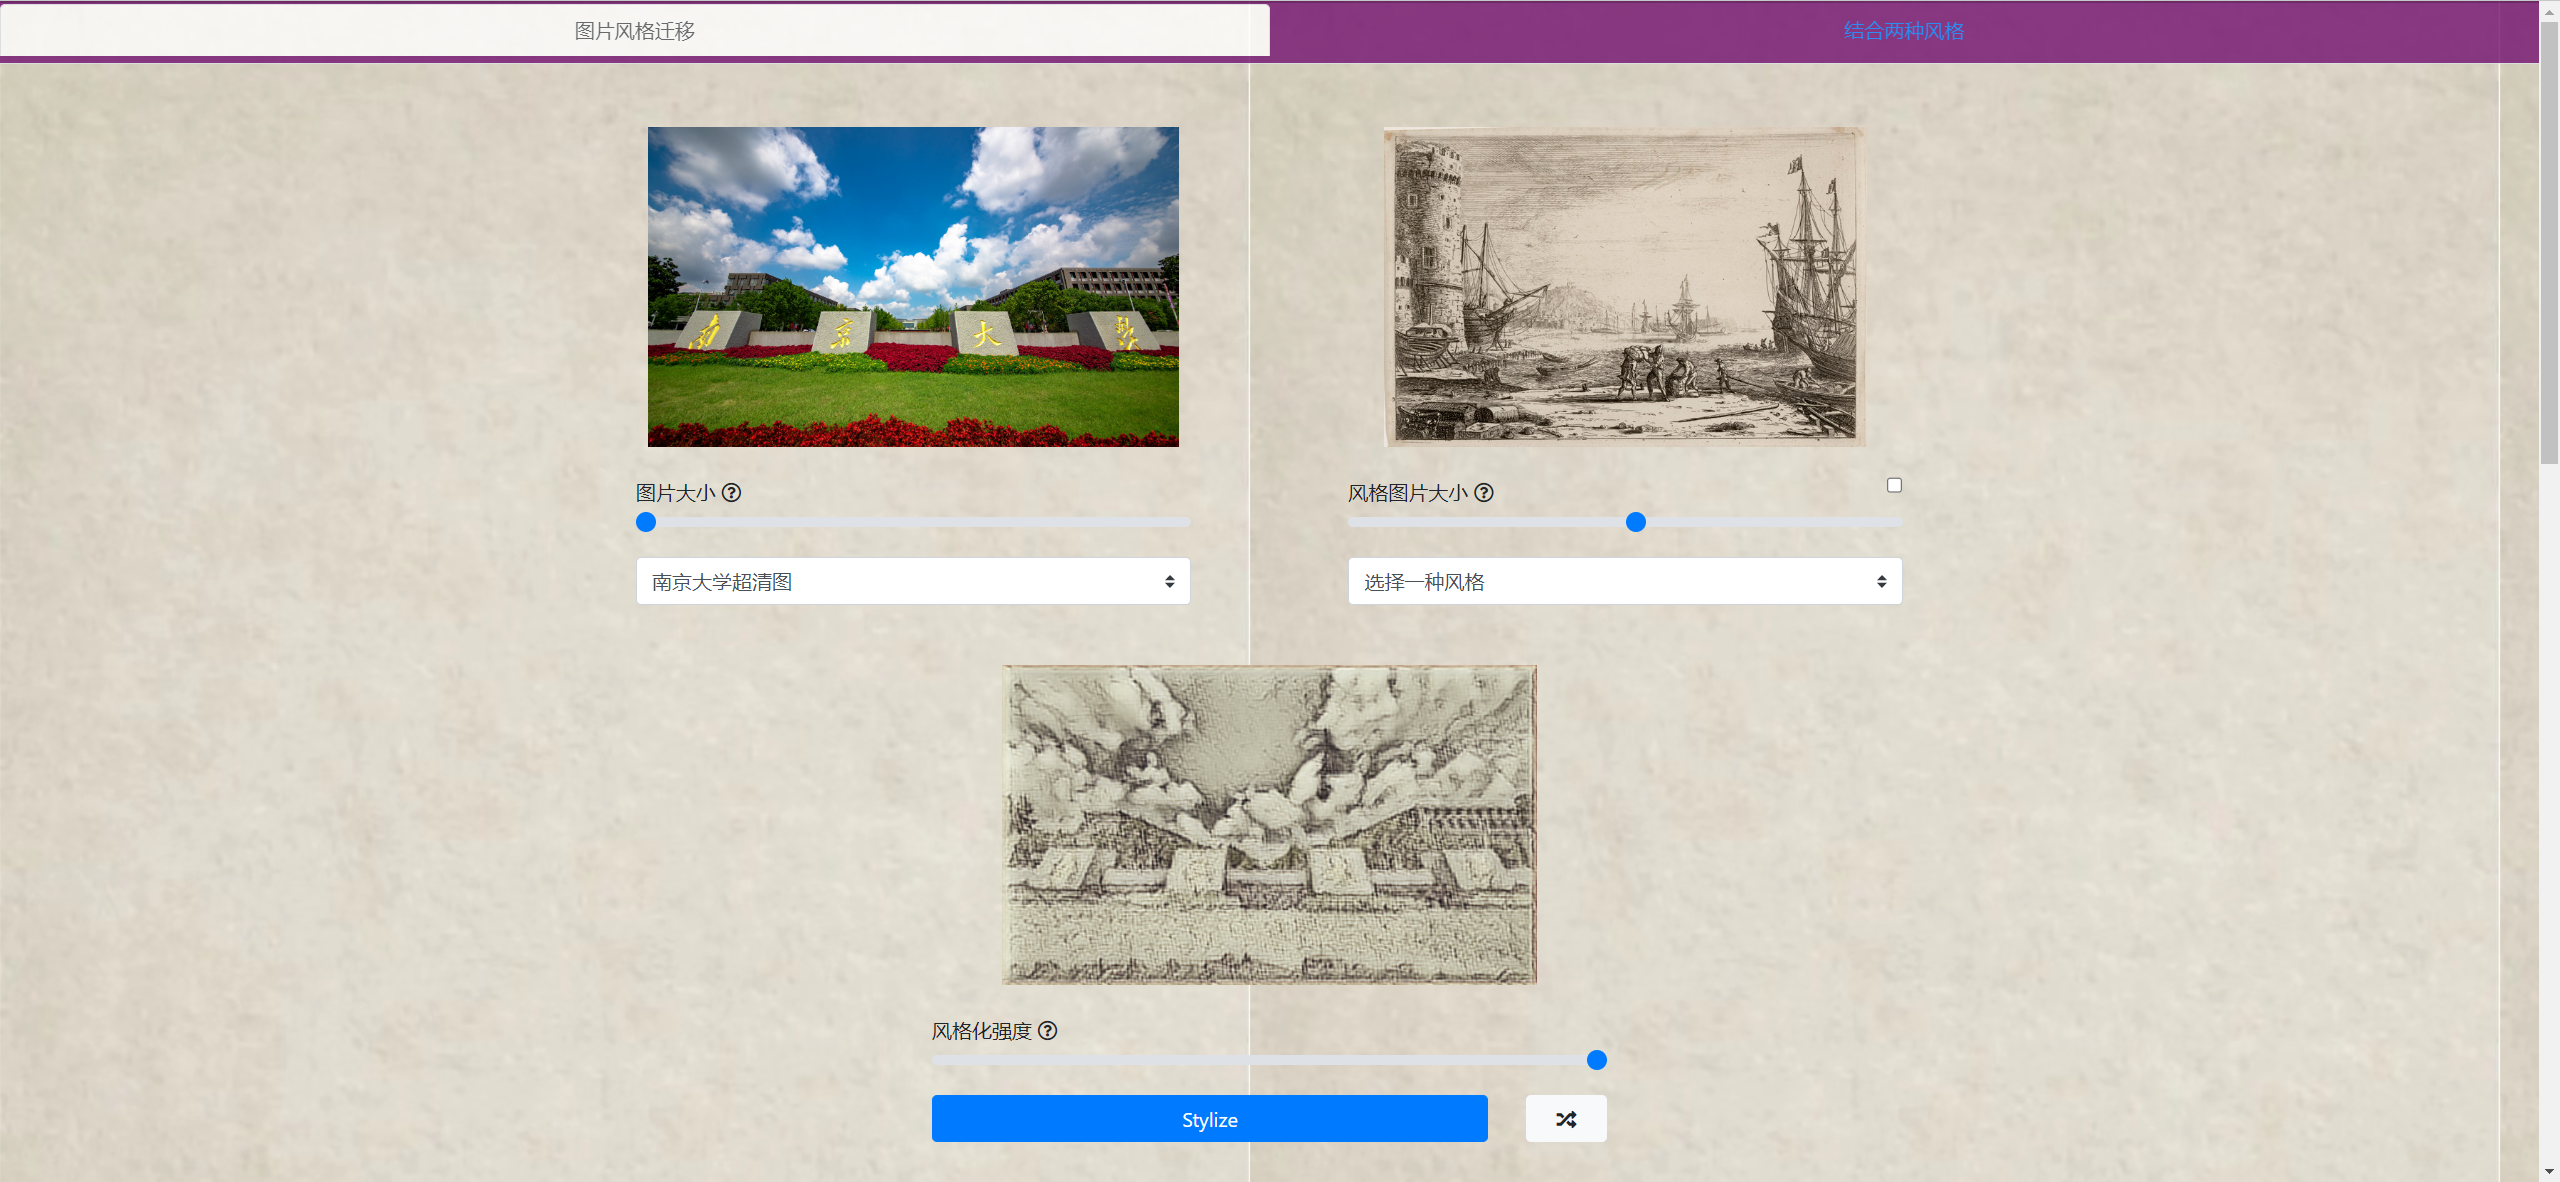 图片风格迁移
结合两种风格
南京大学
图片大小
风格图片大小
南京大学超清图
选择一种风格
风格化强度
Stylize